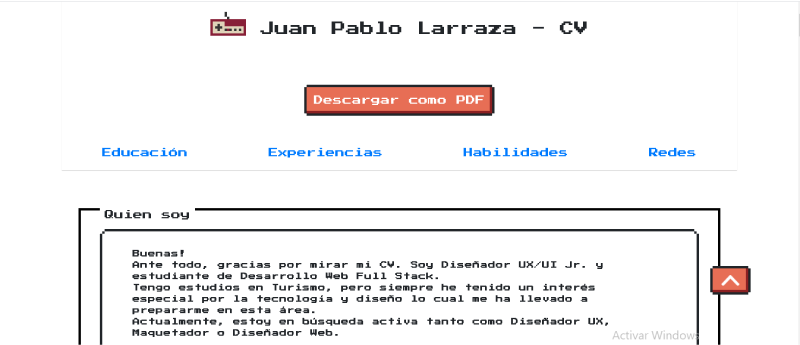 Juan Pablo Larraza - CV
Descargar como PDF
Educación Experiencias Habilidades Redes
Quien soy
Buenas!
Ante todo, gracias por mirar mi CV. Soy Diseñador UX/UI Jr. y
estudiante de Desarrollo Web Full Stack.
Tengo estudios en Turismo, pero siempre he tenido un interés
especial por la tecnología y diseño lo cual me ha llevado a
prepararme en esta área.
Actualmente, estoy en búsqueda activa tanto como Diseñador UX,
Maquetador o Diseñador Web.
Activar Windows